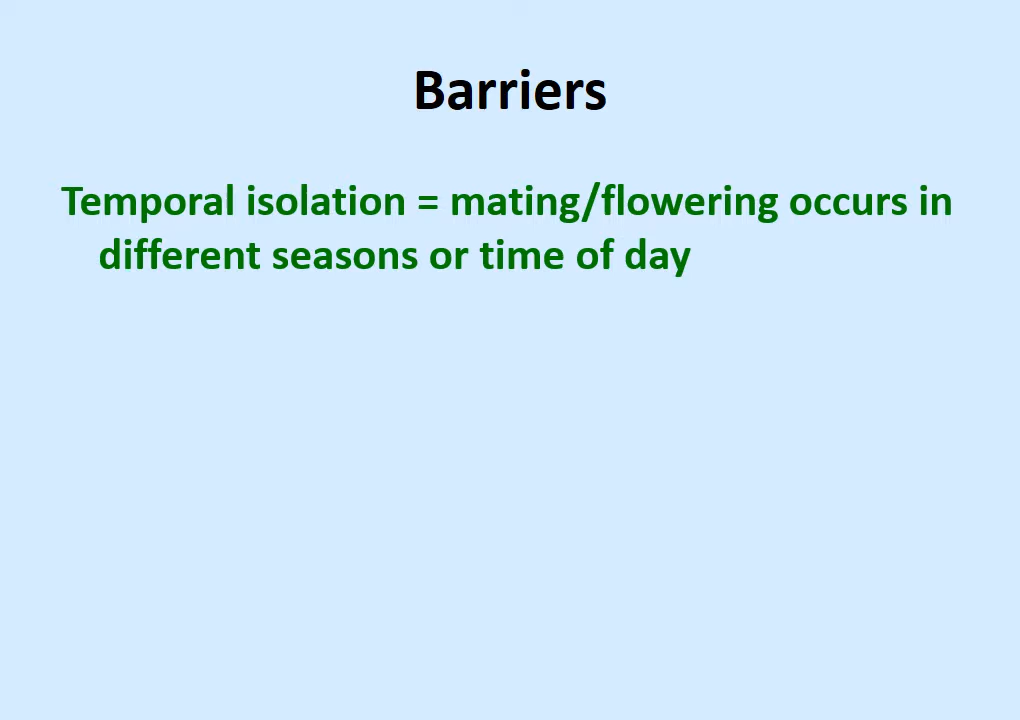 Barriers
Temporal isolation = mating/flowering occurs in
different seasons or time of day